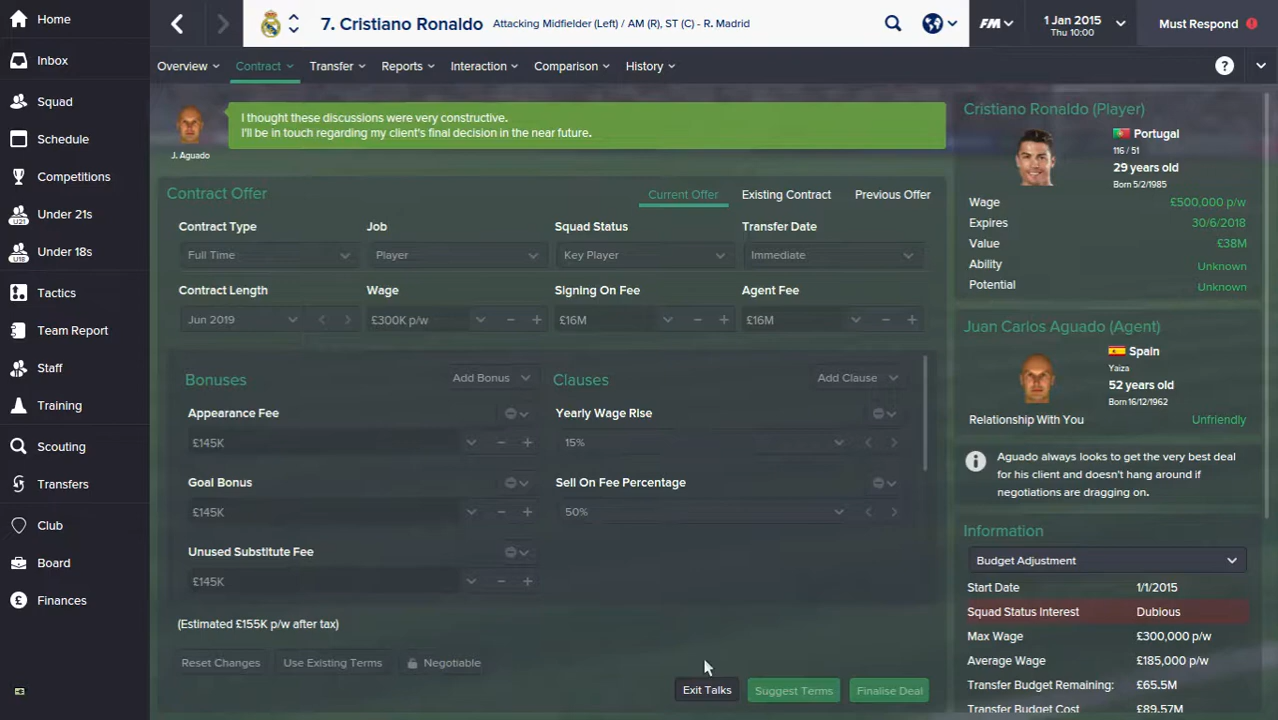 Home
Inbox
Squad
Schedule
Competitions
Under 21s
Under 18s
Tactics
Team Report
Staff
Training
Scouting
Transfers
Club
Board
Finances
7. Cristiano Ronaldo
Attacking Midfielder (Left) / AM (R), ST (C) - R. Madrid
FM
1 Jan 2015
Thu 10:00
Must Respond
Overview
Contract
Transfer
Reports
Interaction
Comparison
History
J. Aguado
I thought these discussions were very constructive.
I'll be in touch regarding my client's final decision in the near future.
Contract Offer
Current Offer
Existing Contract
Previous Offer
Contract Type
Job
Squad Status
Transfer Date
Full Time
Player
Key Player
Immediate
Contract Length
Wage
Signing On Fee
Agent Fee
Jun 2019
£300K p/w
£16M
£16M
Bonuses
Add Bonus
Clauses
Add Clause
Appearance Fee
Yearly Wage Rise
£145K
15%
Goal Bonus
Sell On Fee Percentage
£145K
50%
Unused Substitute Fee
£145K
(Estimated £155K p/w after tax)
Reset Changes
Use Existing Terms
Negotiable
Exit Talks
Suggest Terms
Finalise Deal
Cristiano Ronaldo (Player)
Portugal
116 / 51
29 years old
Born 5/2/1985
Wage £500,000 p/w
Expires 30/6/2018
Value £38M
Ability Unknown
Potential Unknown
Juan Carlos Aguado (Agent)
Spain
Yaiza
52 years old
Born 16/12/1962
Relationship With You Unfriendly
Aguado always looks to get the very best deal
for his client and doesn't hang around if
negotiations are dragging on.
Information
Budget Adjustment
Start Date 1/1/2015
Squad Status Interest Dubious
Max Wage £300,000 p/w
Average Wage £185,000 p/w
Transfer Budget Remaining: £65.5M
Transfer Budget Cost £89.57M